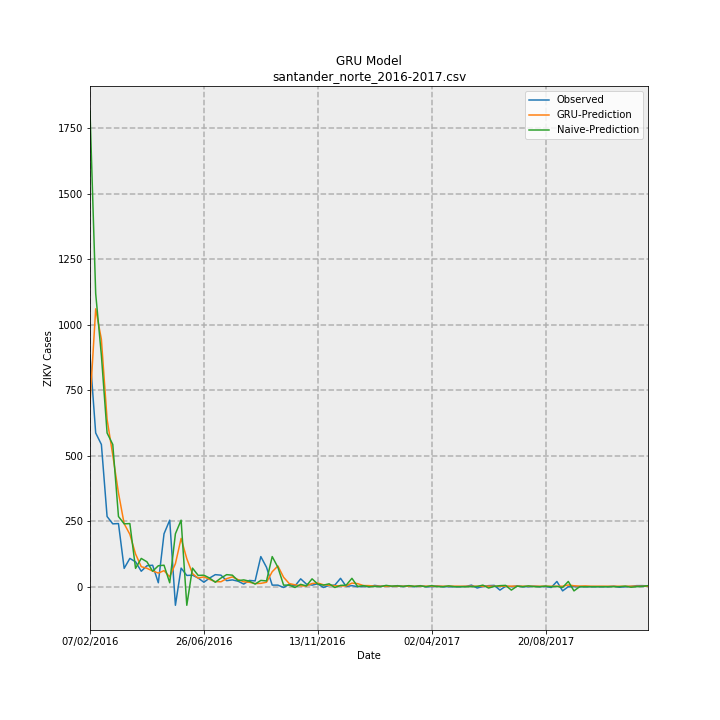 GRU Model
santander_norte_2016-2017.csv
Observed
GRU-Prediction
Naive-Prediction
1750
1500
1250
1000
750
500
250
0
ZIKV Cases
07/02/2016
26/06/2016
13/11/2016
02/04/2017
20/08/2017
Date